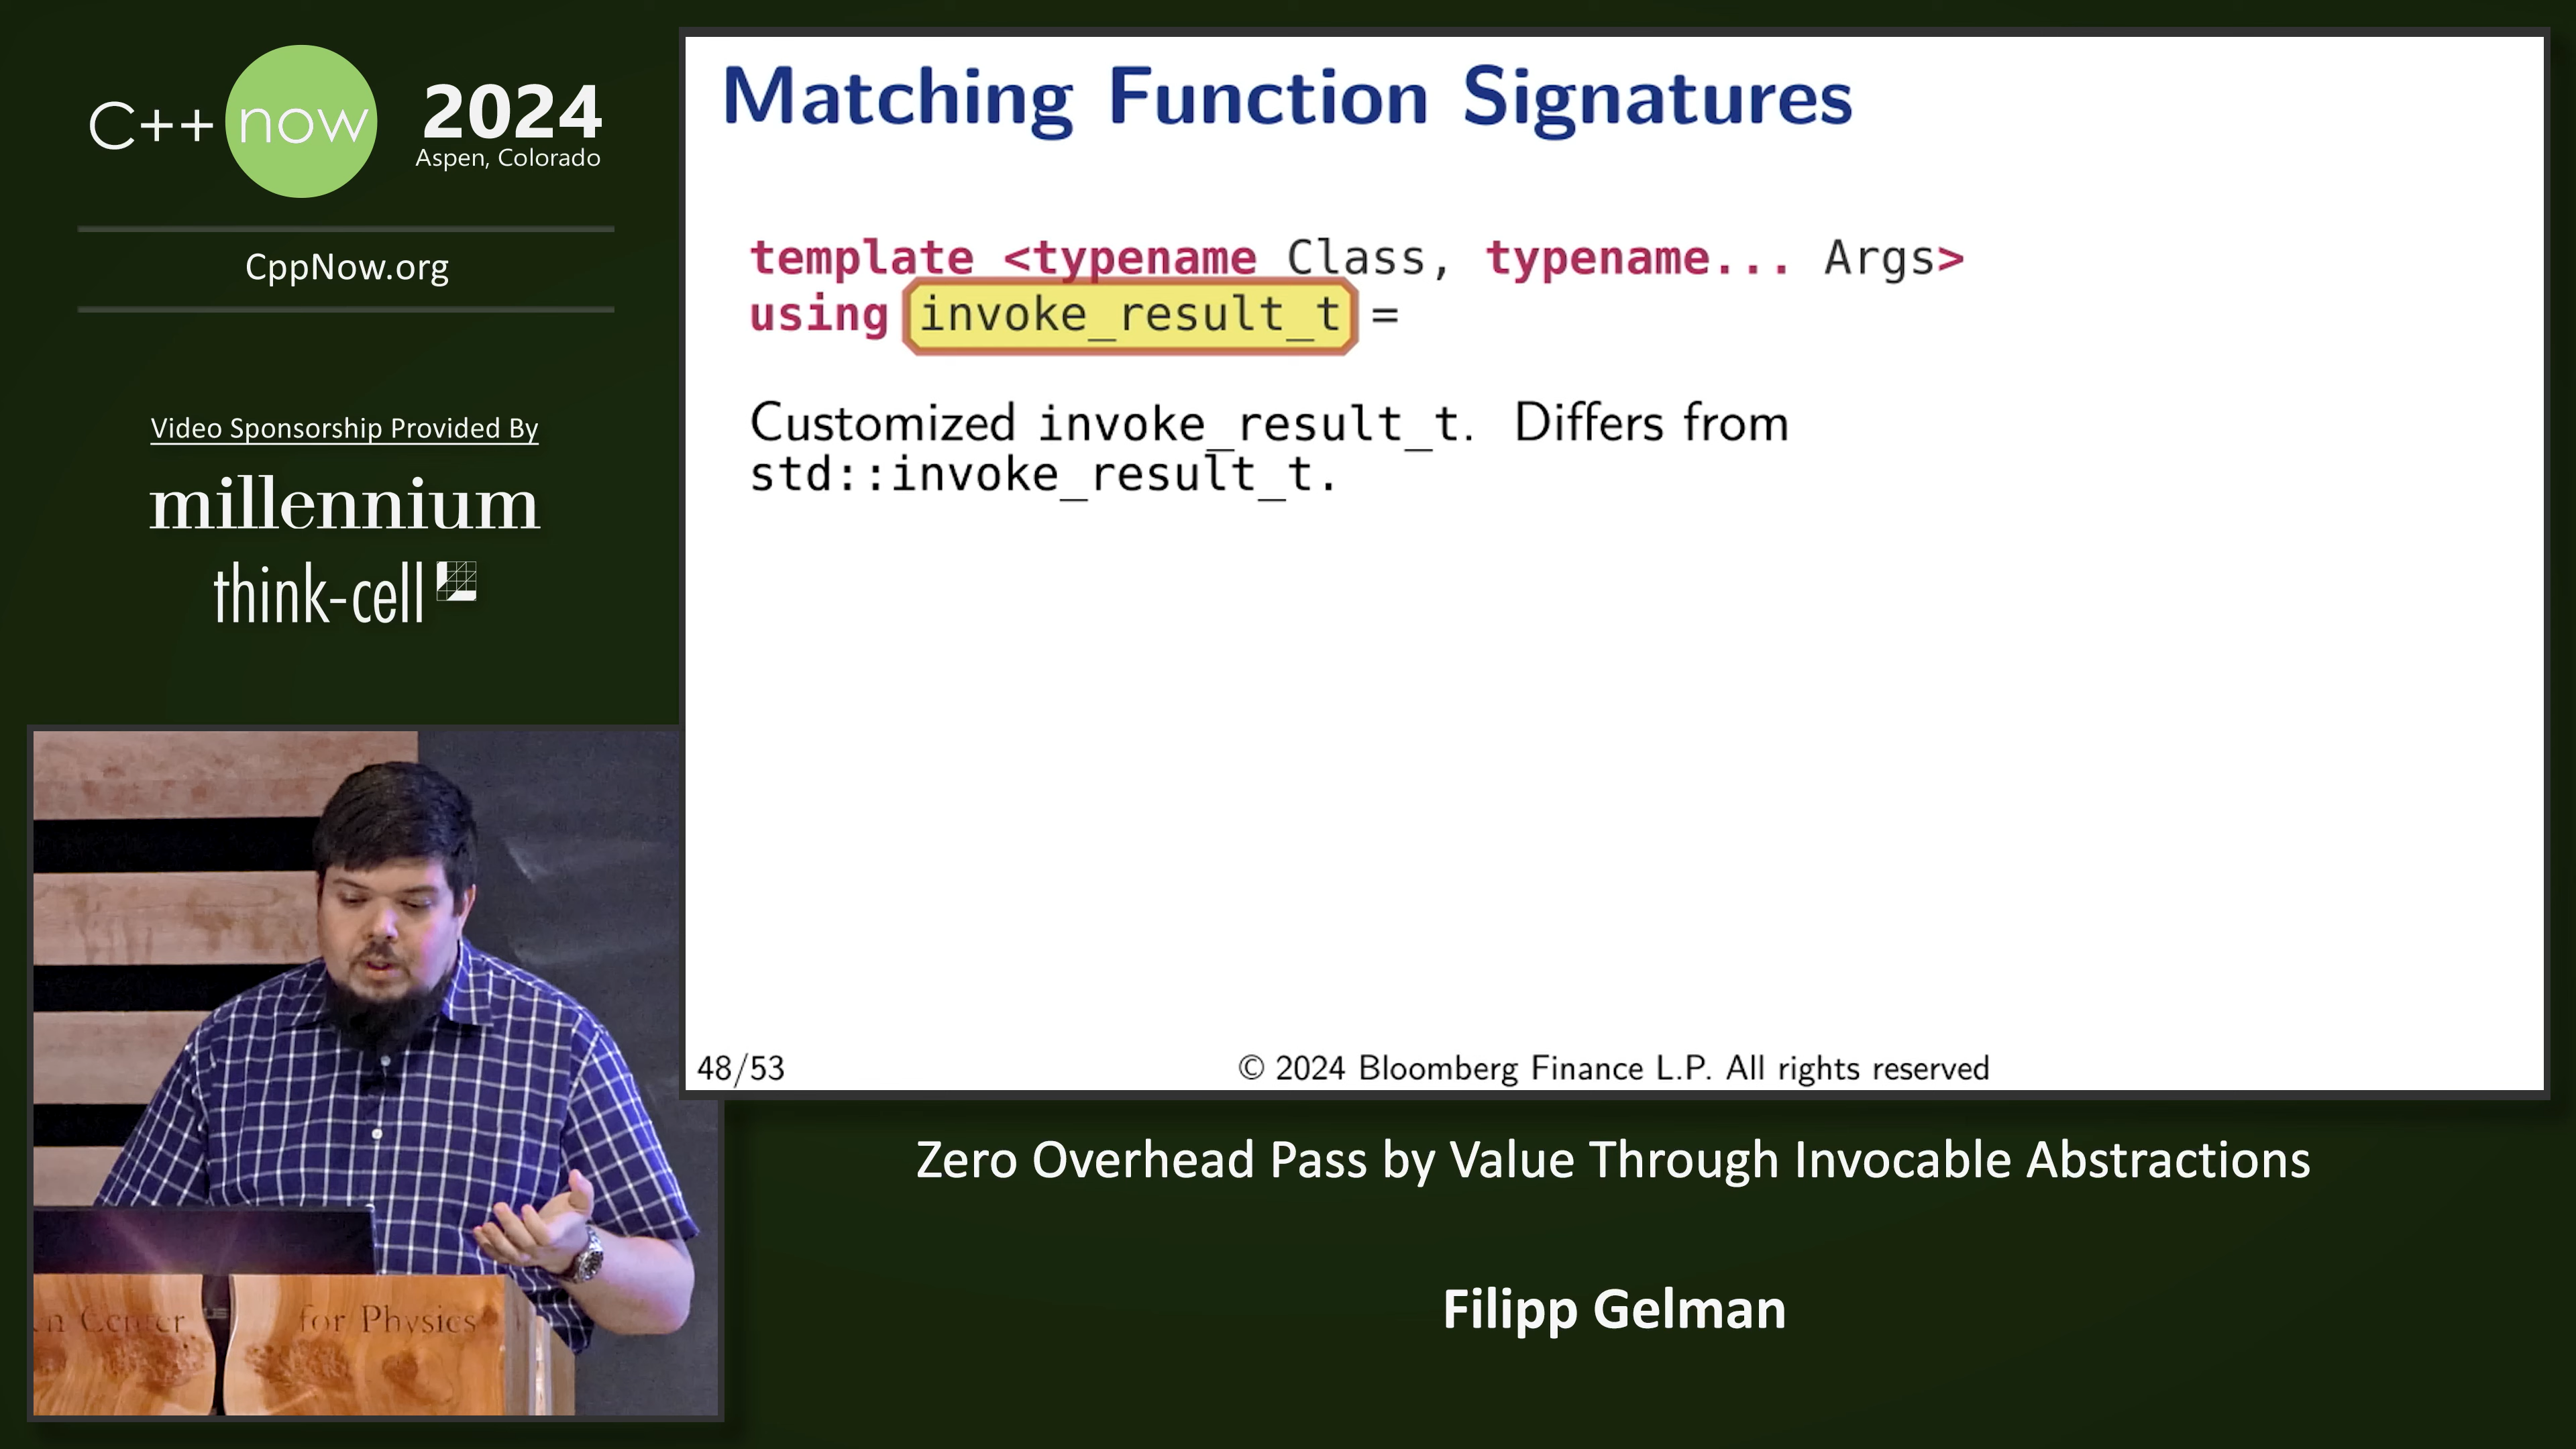 C++ now 2024
Aspen, Colorado
CppNow.org
Video Sponsorship Provided By
millennium
think-cell
Matching Function Signatures
template <typename Class, typename... Args>
using invoke_result_t =
Customized invoke_result_t. Differs from
std::invoke_result_t.
48/53 © 2024 Bloomberg Finance L.P. All rights reserved
Center for Physics
Zero Overhead Pass by Value Through Invocable Abstractions
Filipp Gelman